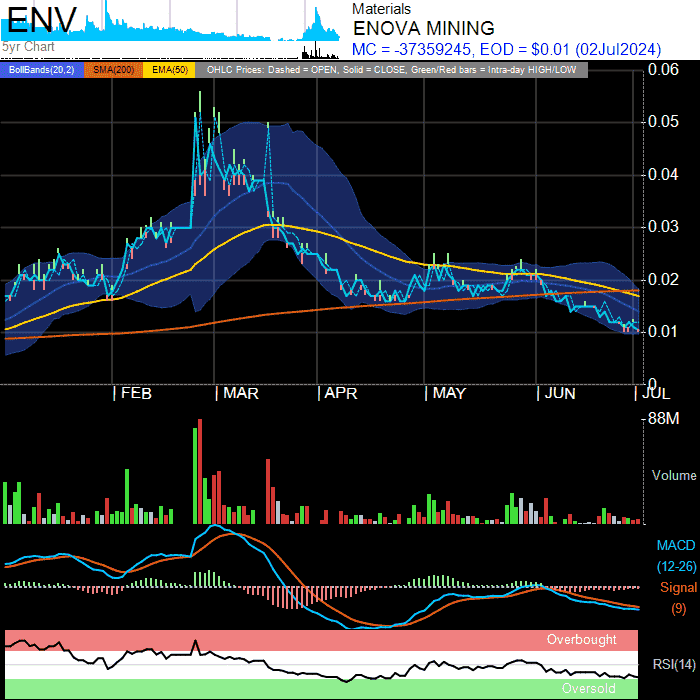 ENV
5yr Chart
Materials
ENOVA MINING
MC = -37359245, EOD = $0.01 (02Jul2024)
BollBands(20,2) SMA(200) EMA(50) OHLC Prices: Dashed = OPEN, Solid = CLOSE, Green/Red bars = Intra-day HIGH/LOW
0.06
0.05
0.04
0.03
0.02
0.01
0
FEB MAR APR MAY JUN JUL
88M
Volume
MACD
(12-26)
Signal
(9)
Overbought
RSI(14)
Oversold